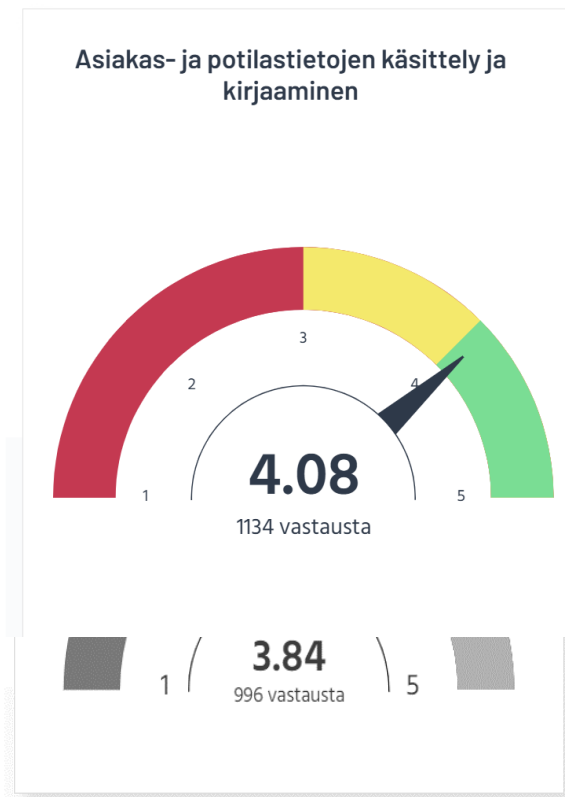 Asiakas- ja potilastietojen käsittely ja
kirjaaminen
3
2
4
1
5
4.08
1134 vastausta
3.84
1
5
996 vastausta